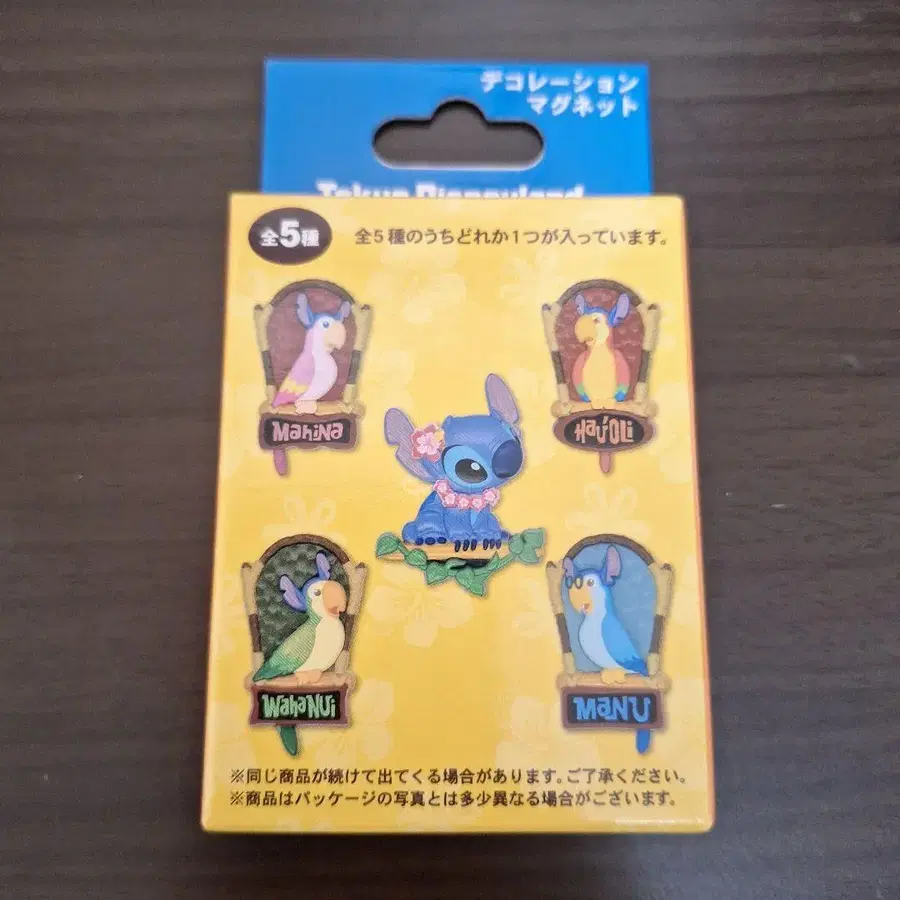 デコレーション
マグネット
Tokyo Disneyland
全5種
全5種のうちどれか1つが入っています。
MaHiNa
Hau'Oli
WaHaNUi
MaNU
※同じ商品が続けて出てくる場合があります。ご了承ください。
※商品はパッケージの写真とは多少異なる場合がございます。